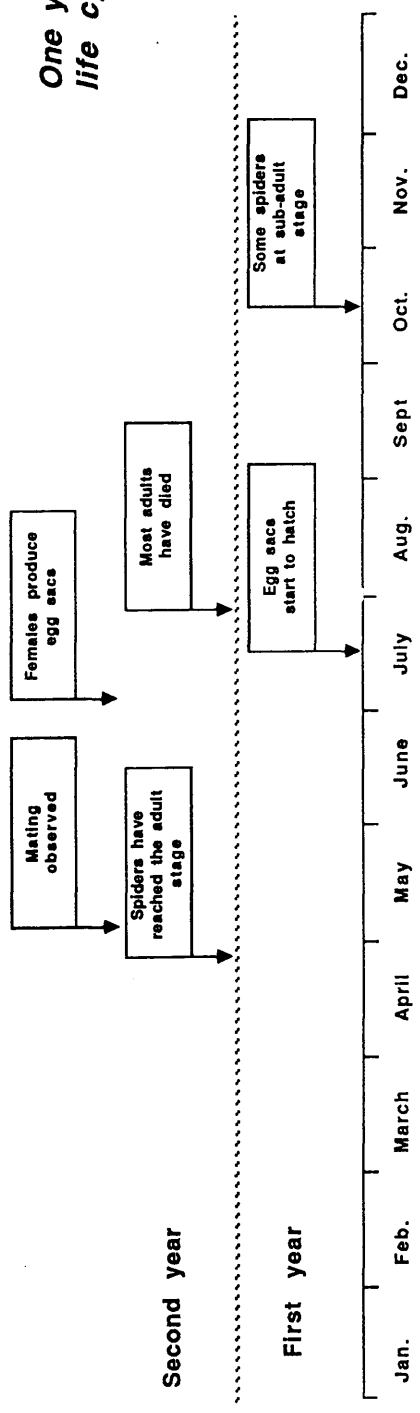 One
life
Mating
observed
Females produce
egg sacs
Second year
Spiders have
reached the adult
stage
Most adults
have died
First year
Egg sacs
start to hatch
Some spiders
at sub-adult
stage
Jan. Feb. March April May June July Aug. Sept Oct. Nov. Dec.